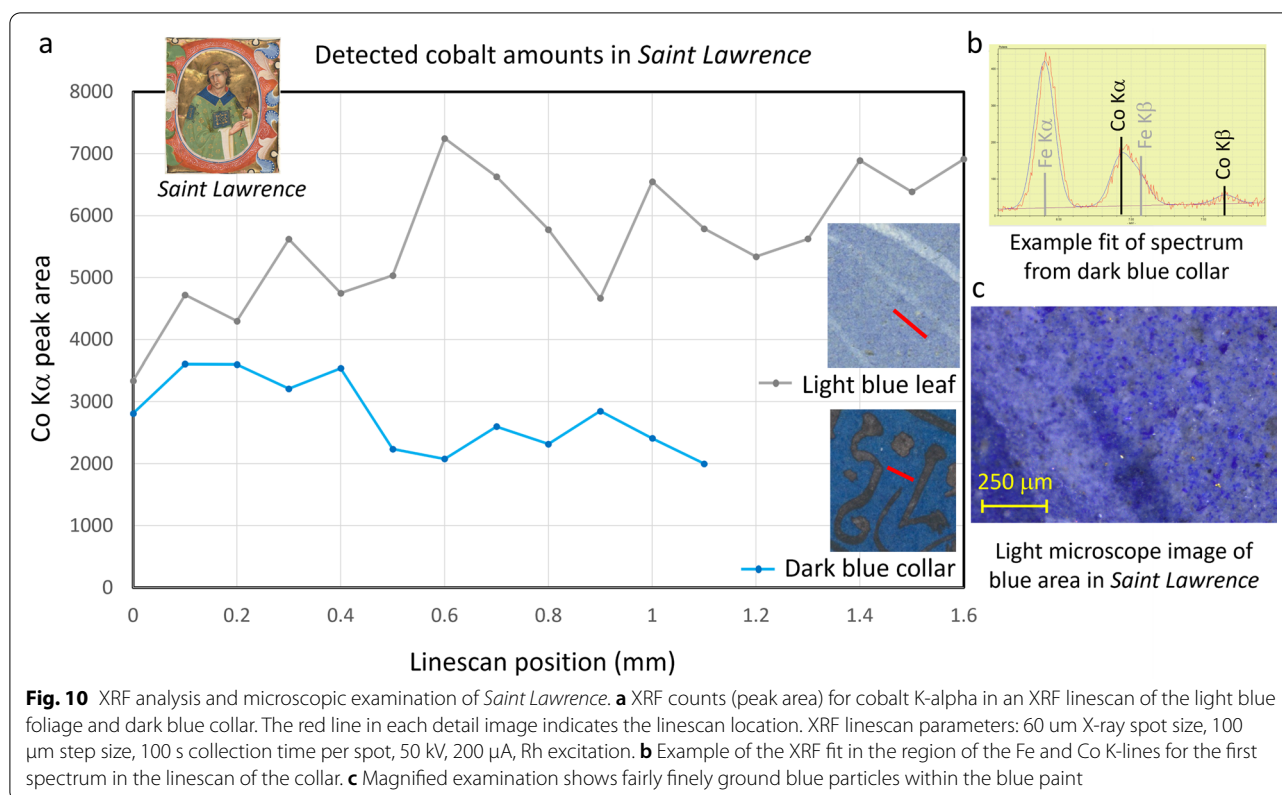 a
Detected cobalt amounts in Saint Lawrence
Saint Lawrence
Co Kα peak area
8000
7000
6000
5000
4000
3000
2000
1000
0
0
0.2
0.4
0.6
0.8
1
1.2
1.4
1.6
Linescan position (mm)
Light blue leaf
Dark blue collar
b
Fe Kα
Co Kα
Fe Kβ
Co Kβ
Example fit of spectrum
from dark blue collar
c
250 μm
Light microscope image of
blue area in Saint Lawrence
Fig. 10 XRF analysis and microscopic examination of Saint Lawrence. a XRF counts (peak area) for cobalt K-alpha in an XRF linescan of the light blue
foliage and dark blue collar. The red line in each detail image indicates the linescan location. XRF linescan parameters: 60 um X-ray spot size, 100
μm step size, 100 s collection time per spot, 50 kV, 200 μA, Rh excitation. b Example of the XRF fit in the region of the Fe and Co K-lines for the first
spectrum in the linescan of the collar. c Magnified examination shows fairly finely ground blue particles within the blue paint